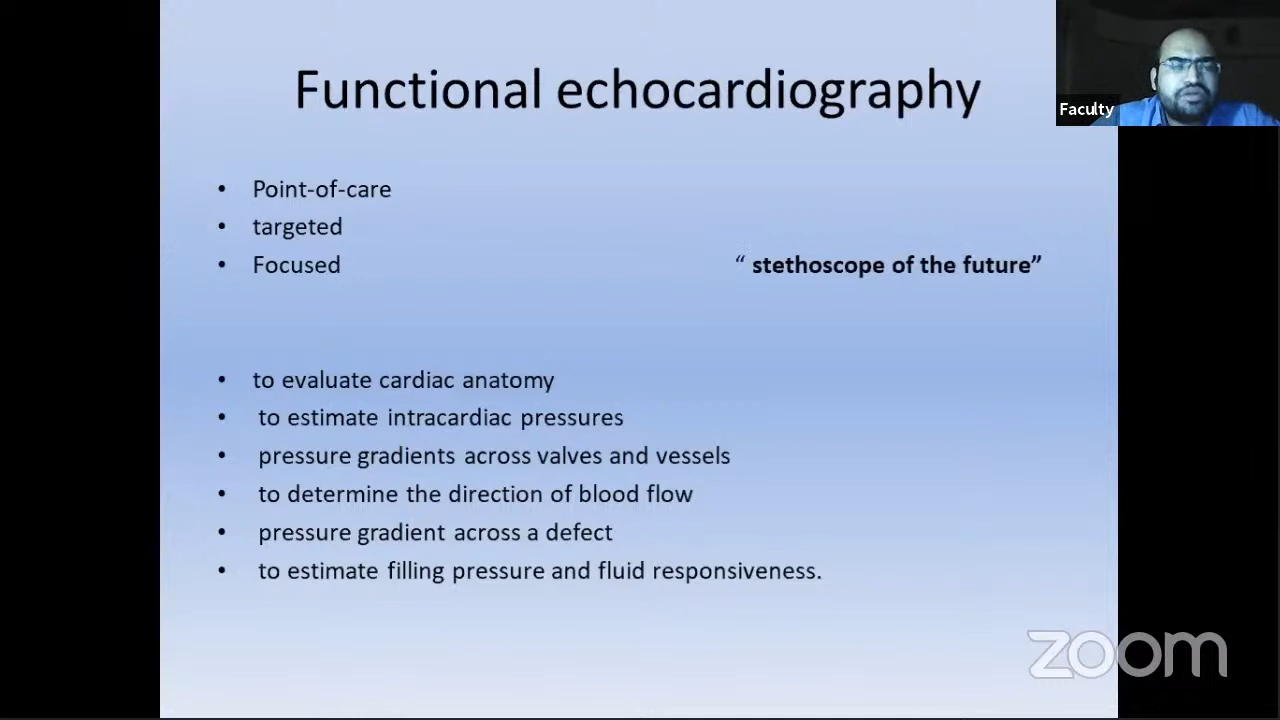 Functional echocardiography
Faculty
• Point-of-care
• targeted
• Focused
“ stethoscope of the future”
• to evaluate cardiac anatomy
• to estimate intracardiac pressures
• pressure gradients across valves and vessels
• to determine the direction of blood flow
• pressure gradient across a defect
• to estimate filling pressure and fluid responsiveness.
zoom